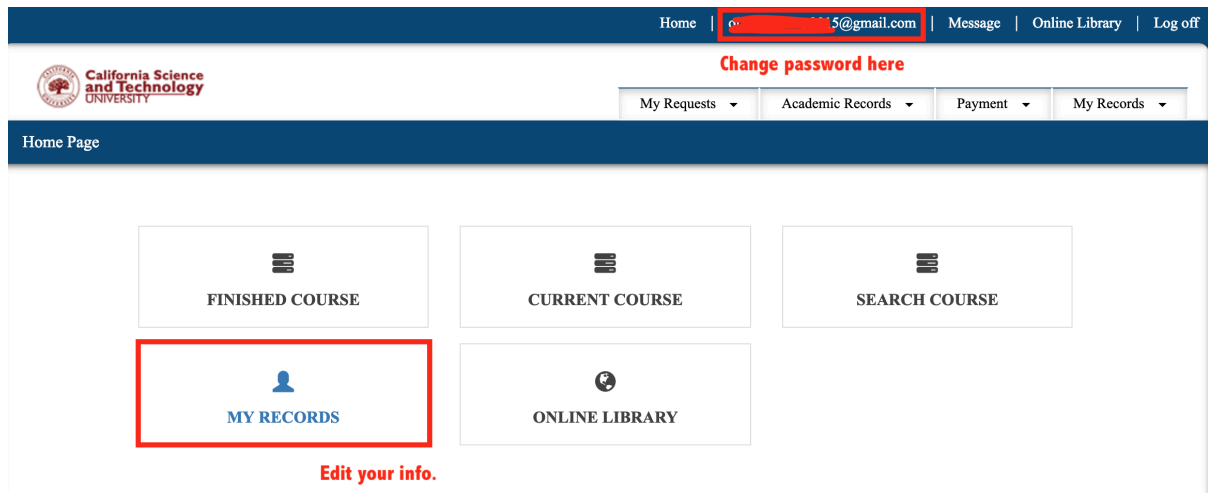 Home | 5@gmail.com | Message | Online Library | Log off
Change password here
California Science
and Technology
UNIVERSITY
My Requests Academic Records Payment My Records
Home Page
FINISHED COURSE CURRENT COURSE SEARCH COURSE
MY RECORDS ONLINE LIBRARY
Edit your info.